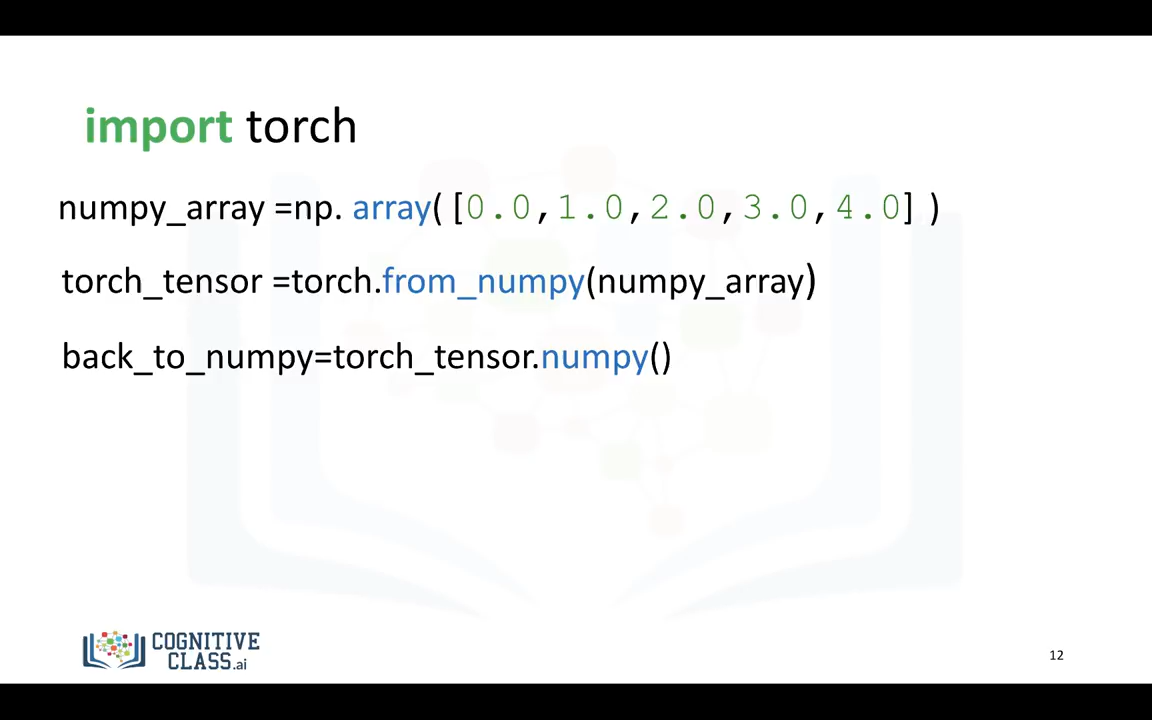 import torch
numpy_array =np. array( [0.0,1.0,2.0,3.0,4.0] )
torch_tensor =torch.from_numpy(numpy_array)
back_to_numpy=torch_tensor.numpy()
COGNITIVE
CLASS.ai
12